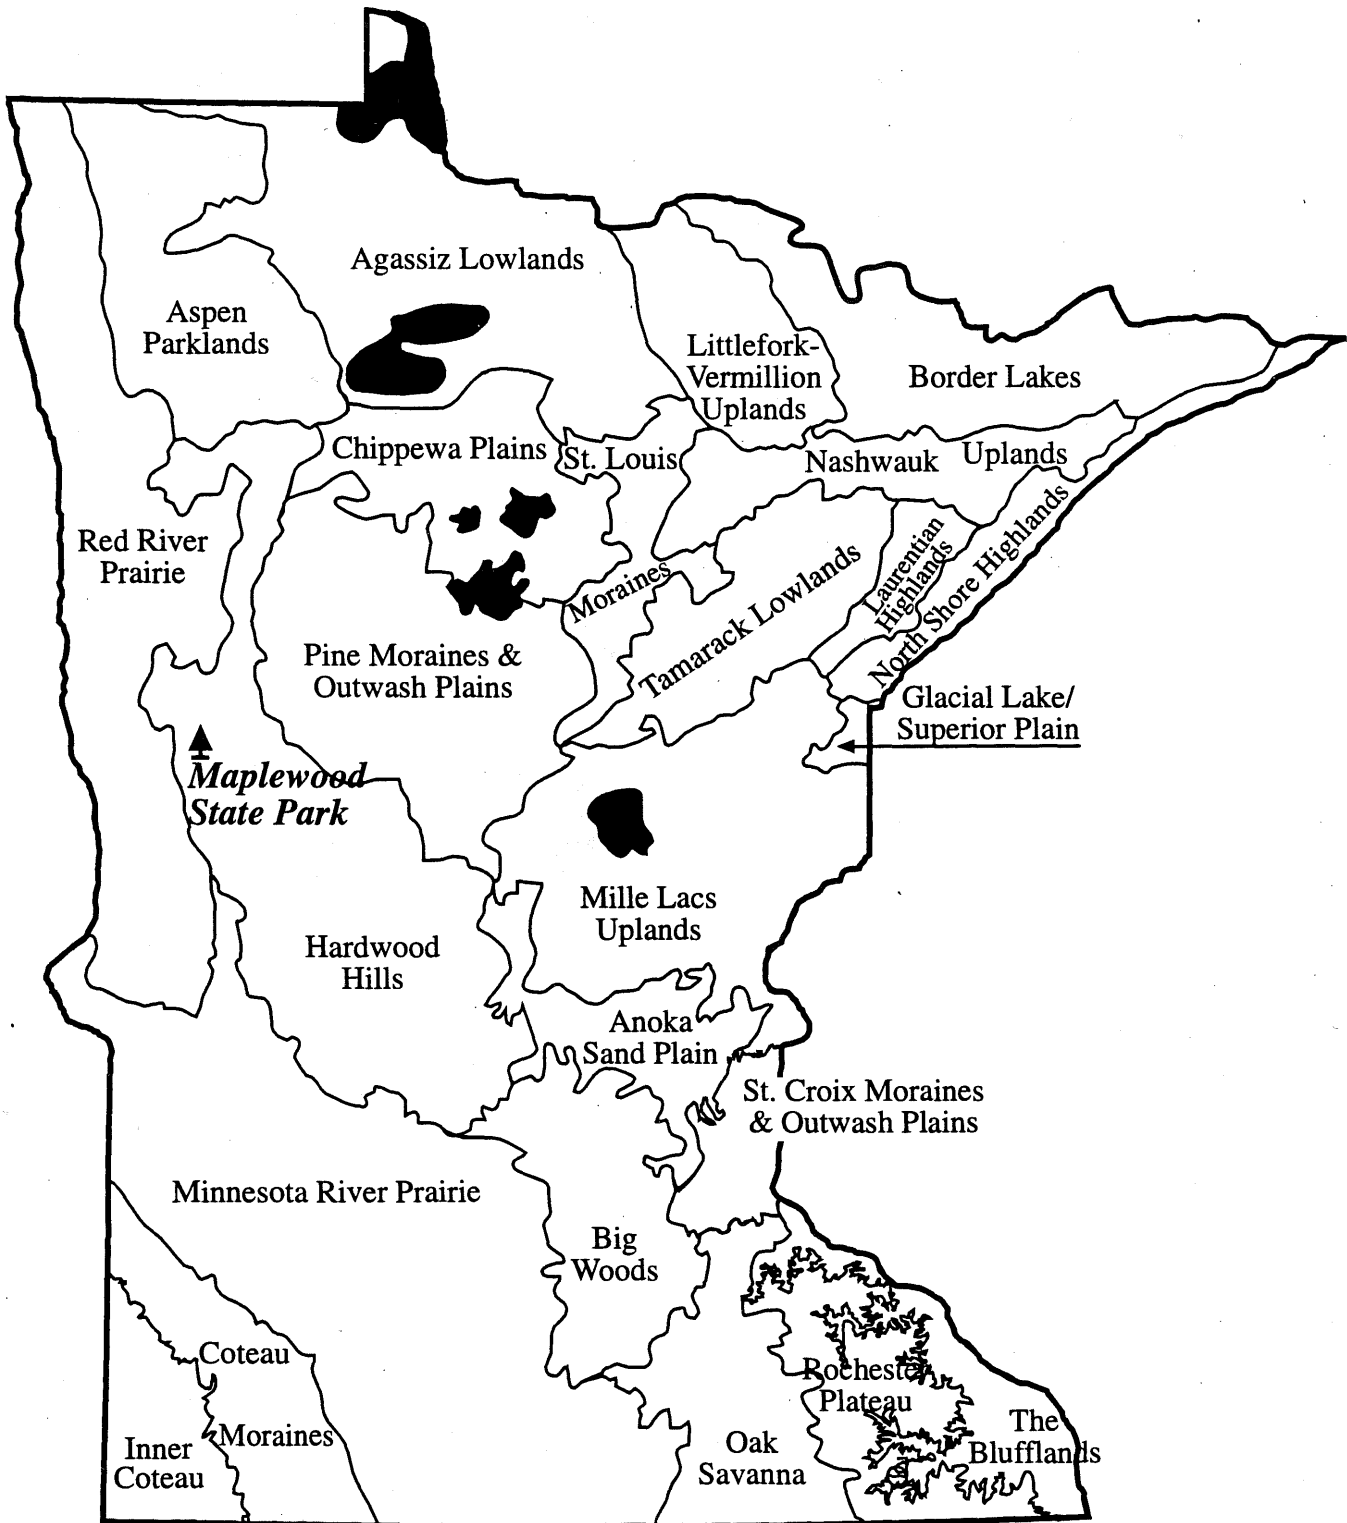 Agassiz Lowlands
Aspen
Parklands
Littlefork-
Vermillion
Uplands
Border Lakes
Chippewa Plains
St. Louis
Moraines
Nashwauk Uplands
Red River
Prairie
Laurentian
Highlands
North Shore Highlands
Tamarack Lowlands
Pine Moraines &
Outwash Plains
Glacial Lake/
Superior Plain
Maplewood
State Park
Mille Lacs
Uplands
Hardwood
Hills
Anoka
Sand Plain
St. Croix Moraines
& Outwash Plains
Minnesota River Prairie
Big
Woods
Coteau
Moraines
Inner
Coteau
Rochester
Plateau
Oak
Savanna
The
Blufflands